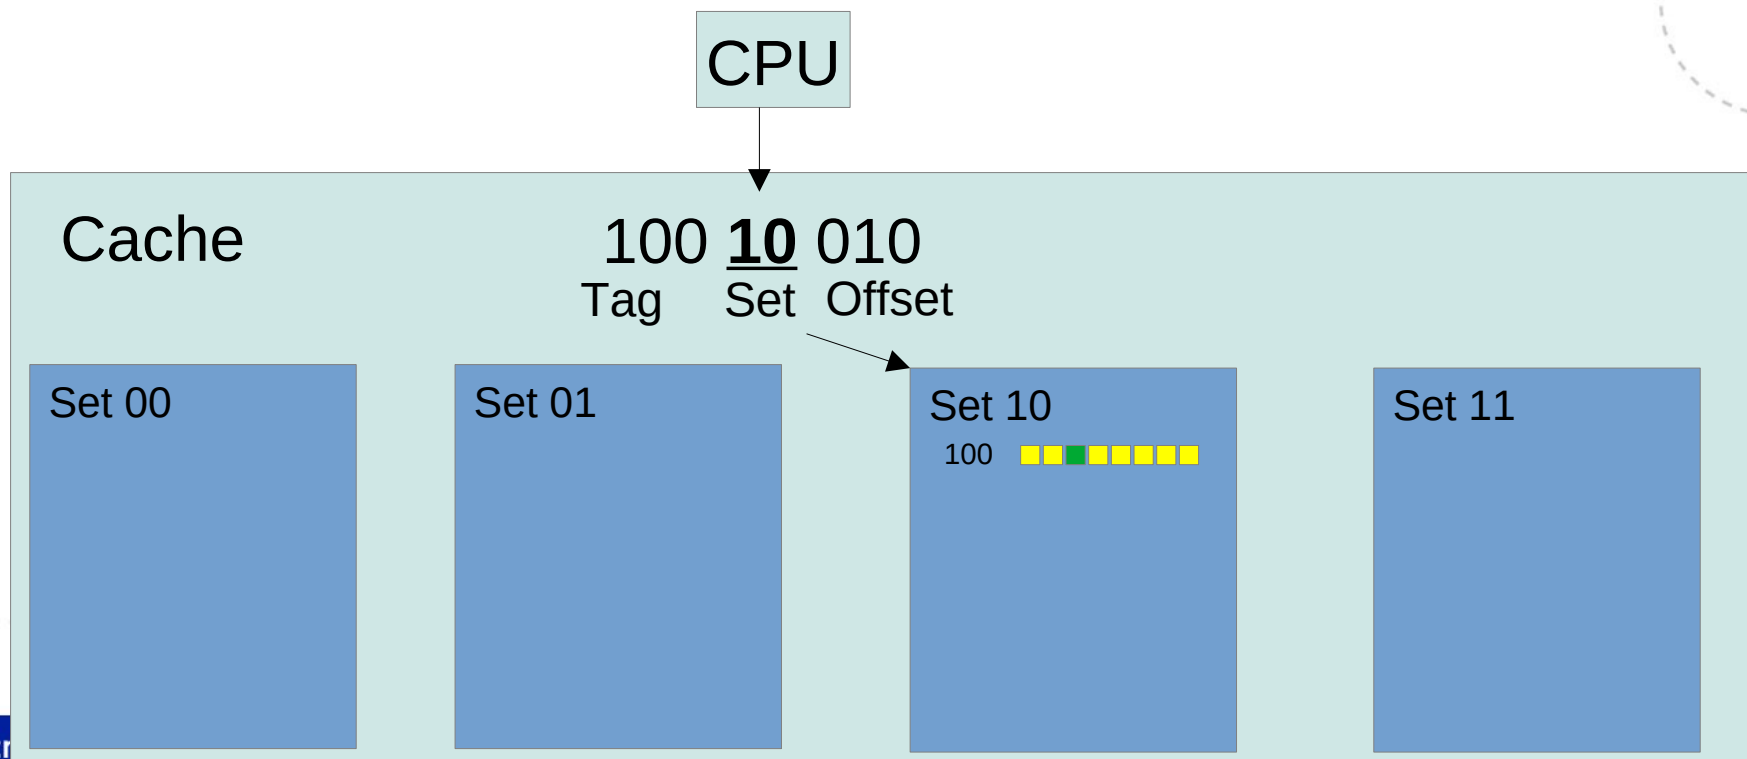 CPU
Cache
100 10 010
Tag Set Offset
Set 00
Set 01
Set 10
100
Set 11